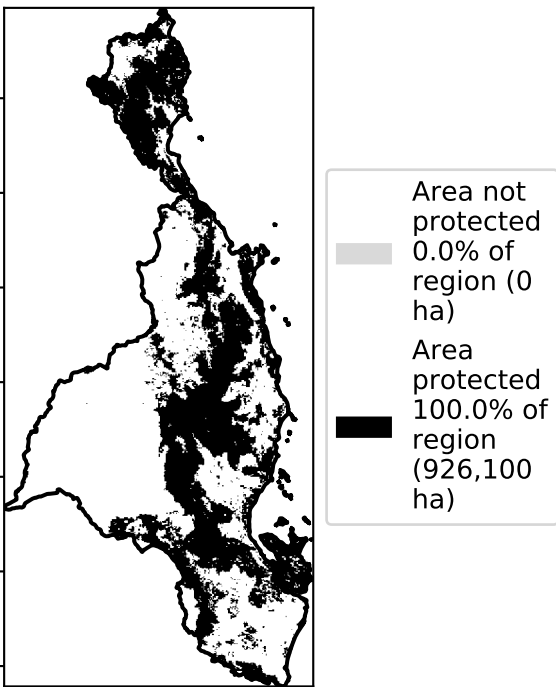 Area not
protected
0.0% of
region (0
ha)
Area
protected
100.0% of
region
(926,100
ha)